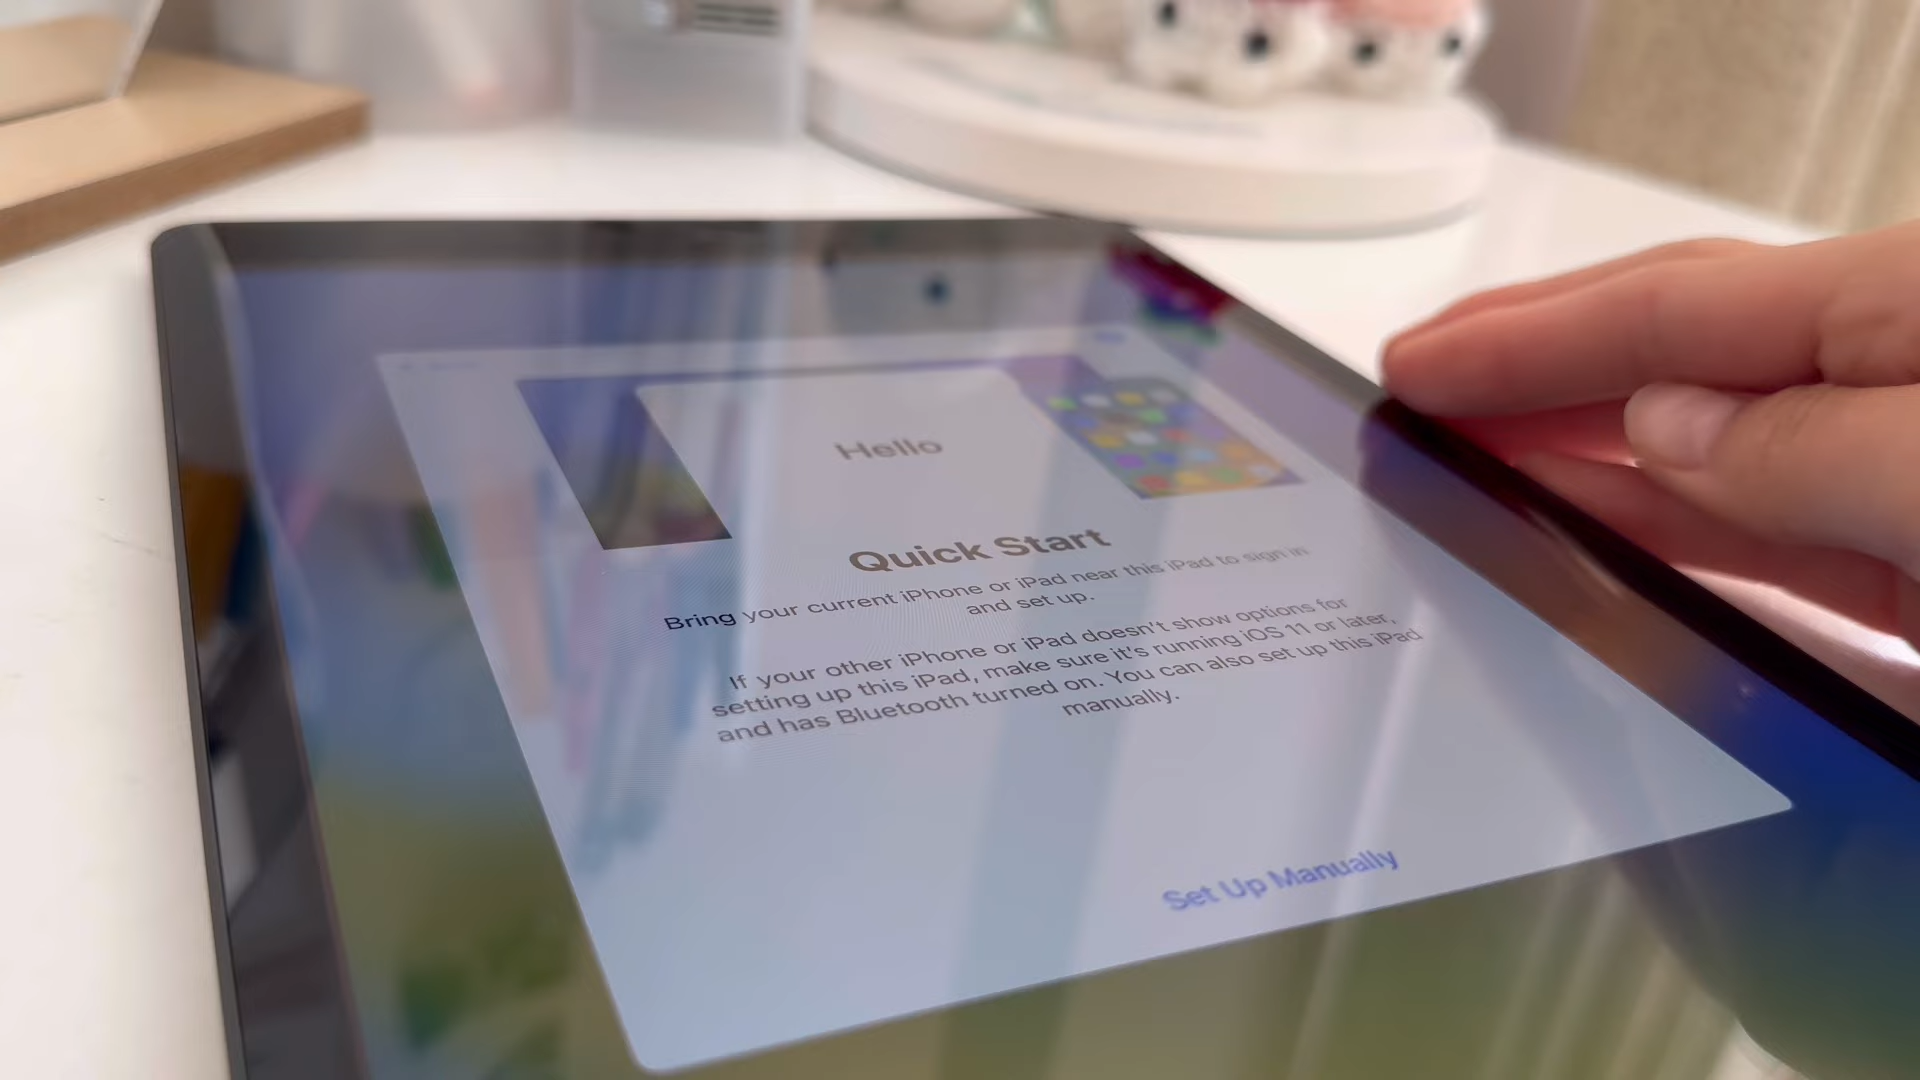 Hello
Quick Start
Bring your current iPhone or iPad near this iPad to sign in
and set up.
If your other iPhone or iPad doesn't show options for
setting up this iPad, make sure it's running iOS 11 or later,
and has Bluetooth turned on. You can also set up this iPad
manually.
Set Up Manually